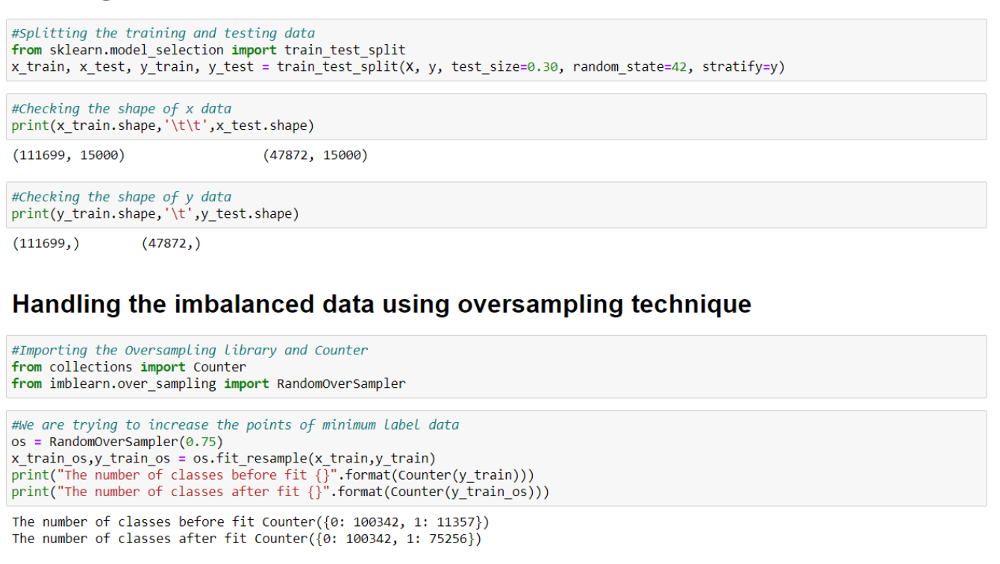 #Splitting the training and testing data
from sklearn.model_selection import train_test_split
x_train, x_test, y_train, y_test = train_test_split(X, y, test_size=0.30, random_state=42, stratify=y)
#Checking the shape of x data
print(x_train.shape,'\t\t',x_test.shape)
(111699, 15000) (47872, 15000)
#Checking the shape of y data
print(y_train.shape,'\t',y_test.shape)
(111699,) (47872,)
Handling the imbalanced data using oversampling technique
#Importing the Oversampling library and Counter
from collections import Counter
from imblearn.over_sampling import RandomOverSampler
#We are trying to increase the points of minimum label data
os = RandomOverSampler(0.75)
x_train_os,y_train_os = os.fit_resample(x_train,y_train)
print("The number of classes before fit {}".format(Counter(y_train)))
print("The number of classes after fit {}".format(Counter(y_train_os)))
The number of classes before fit Counter({0: 100342, 1: 11357})
The number of classes after fit Counter({0: 100342, 1: 75256})